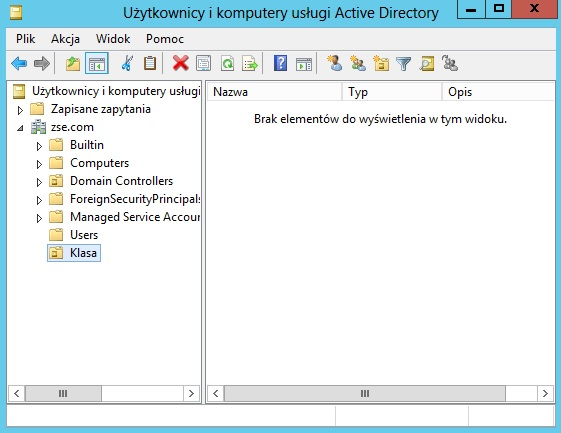 Użytkownicy i komputery usługi Active Directory
Plik Akcja Widok Pomoc
Użytkownicy i komputery usługi
Zapisane zapytania
zse.com
Builtin
Computers
Domain Controllers
ForeignSecurityPrincipals
Managed Service Accour
Users
Klasa
Nazwa Typ Opis
Brak elementów do wyświetlenia w tym widoku.